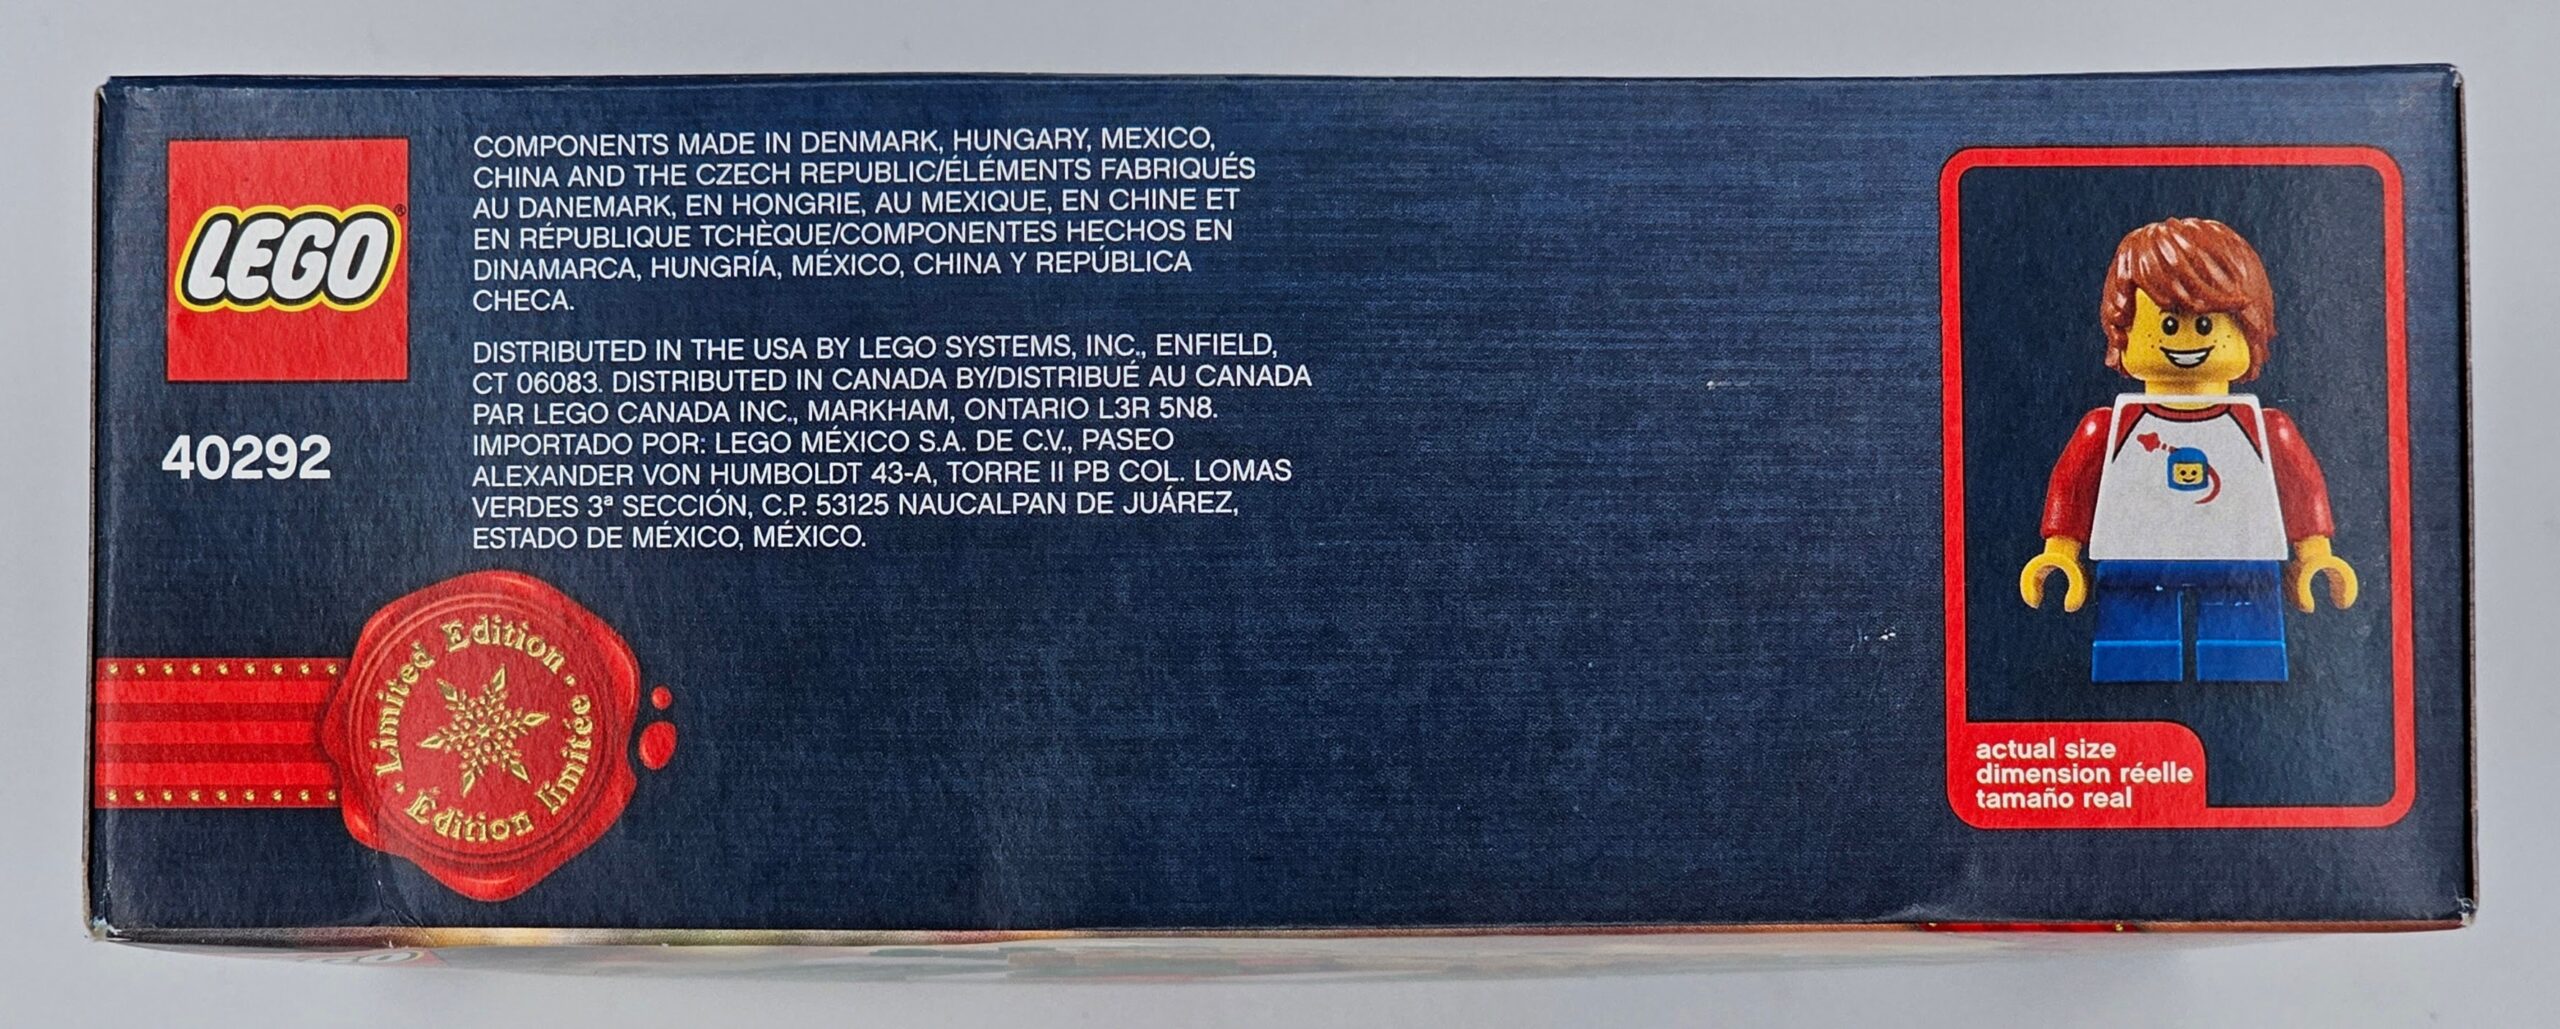 LEGO®
40292
COMPONENTS MADE IN DENMARK, HUNGARY, MEXICO,
CHINA AND THE CZECH REPUBLIC/ÉLÉMENTS FABRIQUÉS
AU DANEMARK, EN HONGRIE, AU MEXIQUE, EN CHINE ET
EN RÉPUBLIQUE TCHÈQUE/COMPONENTES HECHOS EN
DINAMARCA, HUNGRÍA, MÉXICO, CHINA Y REPÚBLICA
CHECA.
DISTRIBUTED IN THE USA BY LEGO SYSTEMS, INC., ENFIELD,
CT 06083. DISTRIBUTED IN CANADA BY/DISTRIBUÉ AU CANADA
PAR LEGO CANADA INC., MARKHAM, ONTARIO L3R 5N8.
IMPORTADO POR: LEGO MÉXICO S.A. DE C.V., PASEO
ALEXANDER VON HUMBOLDT 43-A, TORRE II PB COL. LOMAS
VERDES 3ª SECCIÓN, C.P. 53125 NAUCALPAN DE JUÁREZ,
ESTADO DE MÉXICO, MÉXICO.
· Limited Edition ·
Édition limitée
actual size
dimension réelle
tamaño real